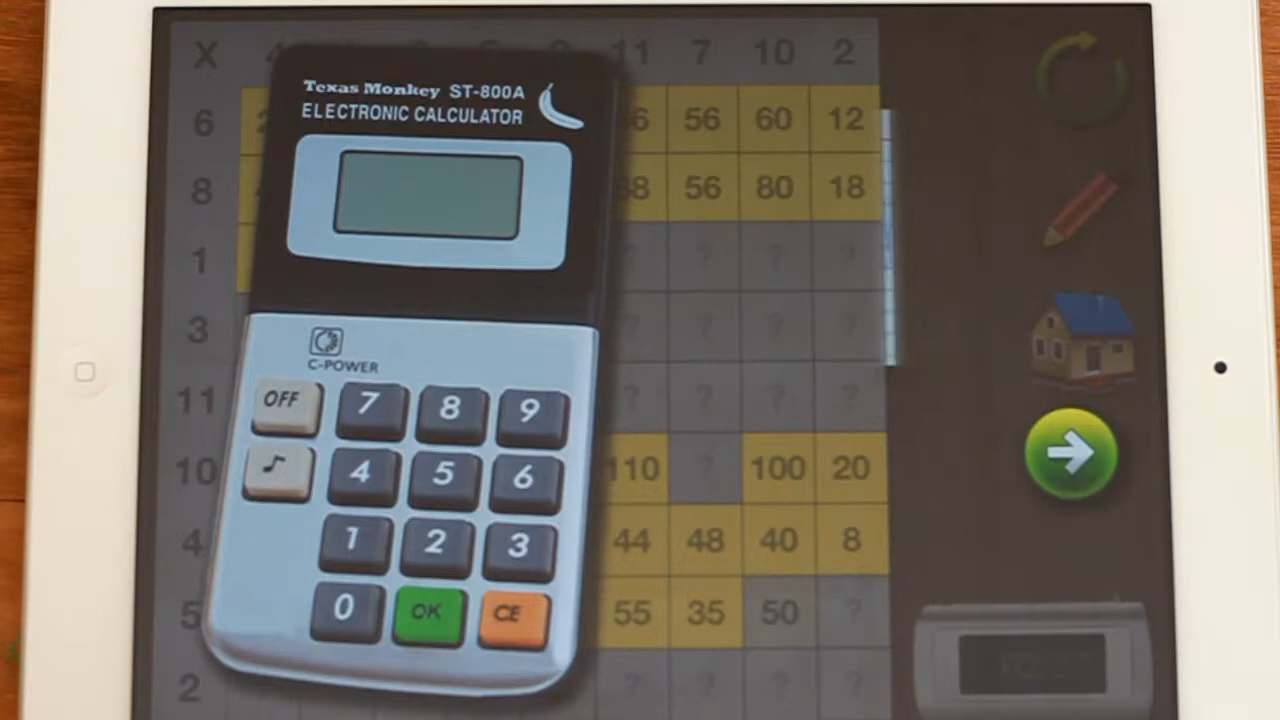 X 11 7 10 2
6 56 60 12
8 56 80 18
1 ? ? ? ?
3 ? ? ? ?
11 ? ? ? ?
10 110 ? 100 20
4 44 48 40 8
5 55 35 50 ?
2 ? ? ?
Texas Monkey ST-800A
ELECTRONIC CALCULATOR
C-POWER
OFF 7 8 9
♪ 4 5 6
1 2 3
0 OK CE